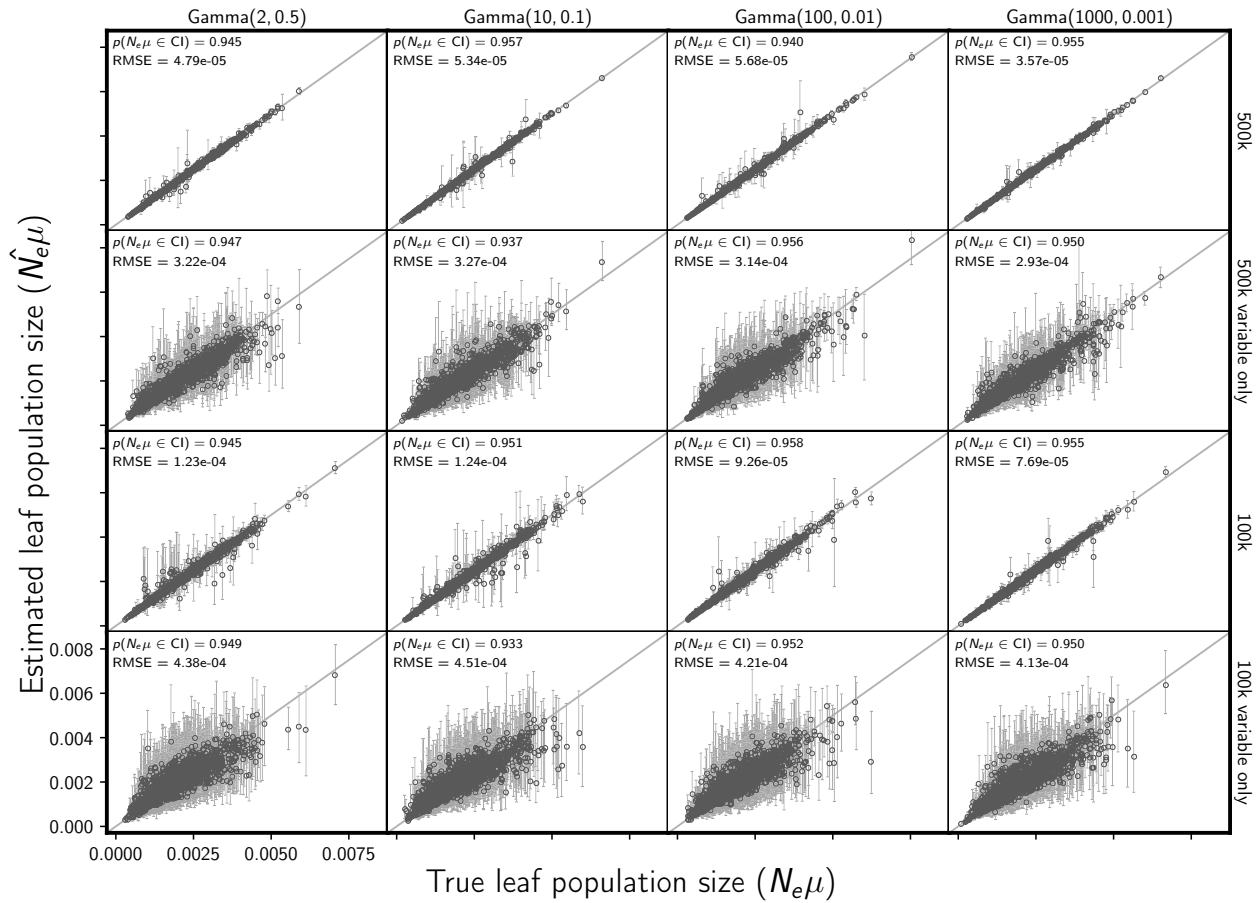 Gamma(2, 0.5) Gamma(10, 0.1) Gamma(100, 0.01) Gamma(1000, 0.001)
p(Neμ ∈ CI) = 0.945
RMSE = 4.79e-05
p(Neμ ∈ CI) = 0.957
RMSE = 5.34e-05
p(Neμ ∈ CI) = 0.940
RMSE = 5.68e-05
p(Neμ ∈ CI) = 0.955
RMSE = 3.57e-05
500k
p(Neμ ∈ CI) = 0.947
RMSE = 3.22e-04
p(Neμ ∈ CI) = 0.937
RMSE = 3.27e-04
p(Neμ ∈ CI) = 0.956
RMSE = 3.14e-04
p(Neμ ∈ CI) = 0.950
RMSE = 2.93e-04
500k variable only
p(Neμ ∈ CI) = 0.945
RMSE = 1.23e-04
p(Neμ ∈ CI) = 0.951
RMSE = 1.24e-04
p(Neμ ∈ CI) = 0.958
RMSE = 9.26e-05
p(Neμ ∈ CI) = 0.955
RMSE = 7.69e-05
100k
p(Neμ ∈ CI) = 0.949
RMSE = 4.38e-04
p(Neμ ∈ CI) = 0.933
RMSE = 4.51e-04
p(Neμ ∈ CI) = 0.952
RMSE = 4.21e-04
p(Neμ ∈ CI) = 0.950
RMSE = 4.13e-04
100k variable only
Estimated leaf population size (N̂eμ)
0.008
0.006
0.004
0.002
0.000
0.0000 0.0025 0.0050 0.0075
True leaf population size (Neμ)